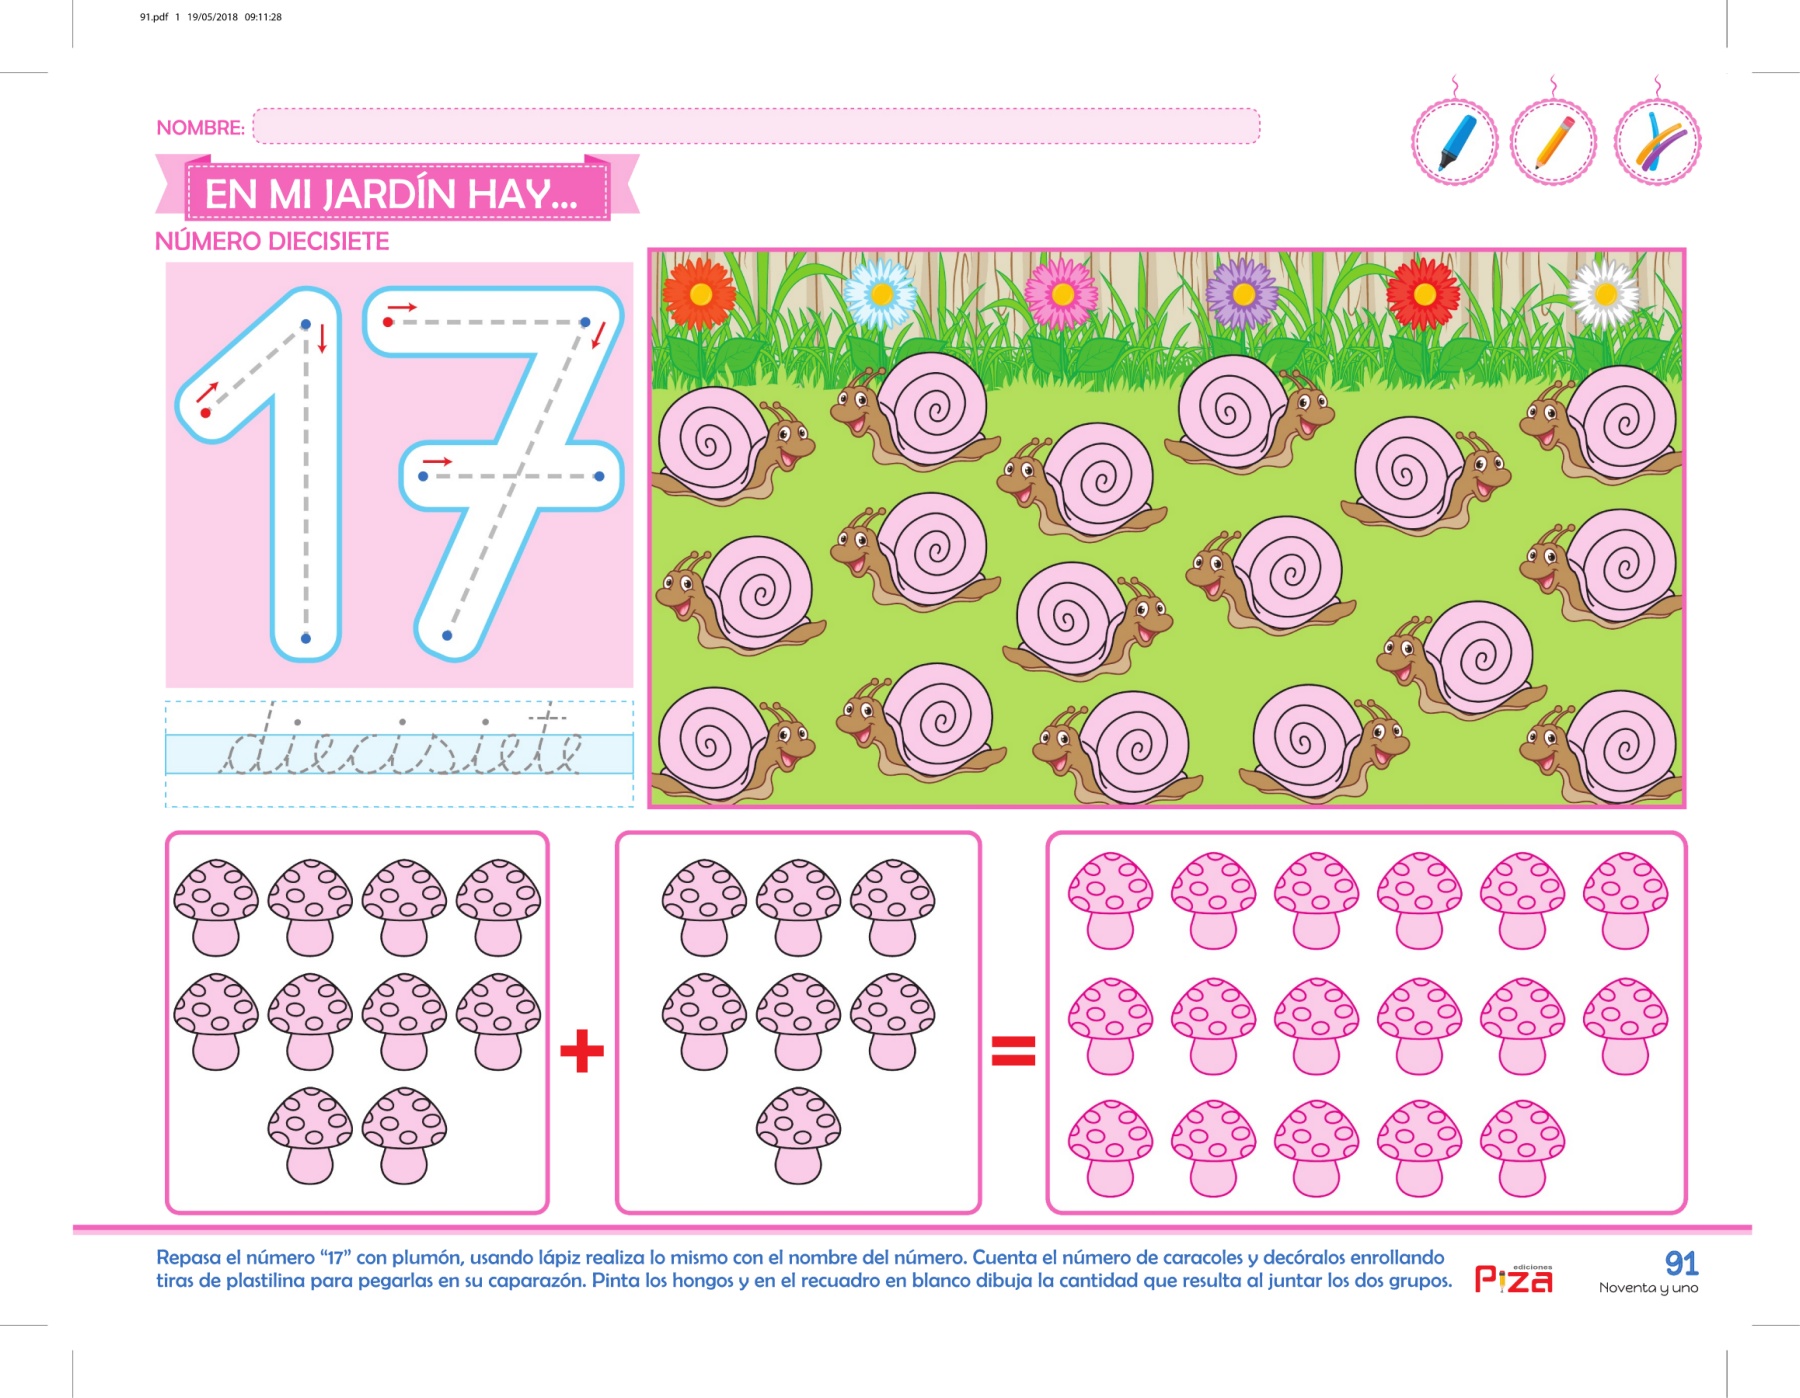 91.pdf 1 19/05/2018 09:11:28
NOMBRE:
EN MI JARDÍN HAY...
NÚMERO DIECISIETE
17
diecisiete
+
=
Repasa el número “17” con plumón, usando lápiz realiza lo mismo con el nombre del número. Cuenta el número de caracoles y decóralos enrollando
tiras de plastilina para pegarlas en su caparazón. Pinta los hongos y en el recuadro en blanco dibuja la cantidad que resulta al juntar los dos grupos.
ediciones
Piza
91
Noventa y uno